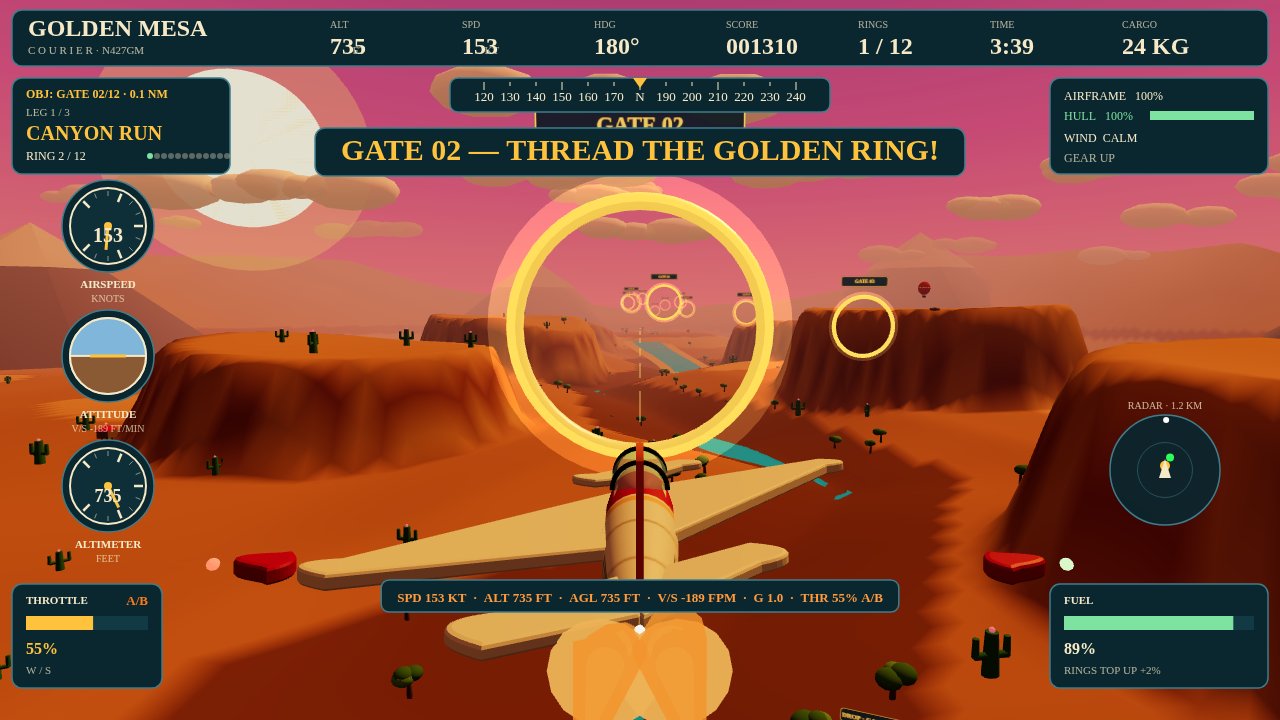 GOLDEN MESA
COURIER · N427GM
ALT
735
SPD
153
HDG
180°
SCORE
001310
RINGS
1 / 12
TIME
3:39
CARGO
24 KG
OBJ: GATE 02/12 · 0.1 NM
LEG 1 / 3
CANYON RUN
RING 2 / 12
120 130 140 150 160 170 N 190 200 210 220 230 240
GATE 02
GATE 02 — THREAD THE GOLDEN RING!
AIRFRAME 100%
HULL 100%
WIND CALM
GEAR UP
GATE 03
153
AIRSPEED
KNOTS
ATTITUDE
V/S -189 FT/MIN
735
ALTIMETER
FEET
RADAR · 1.2 KM
THROTTLE A/B
55%
W / S
SPD 153 KT · ALT 735 FT · AGL 735 FT · V/S -189 FPM · G 1.0 · THR 55% A/B
FUEL
89%
RINGS TOP UP +2%